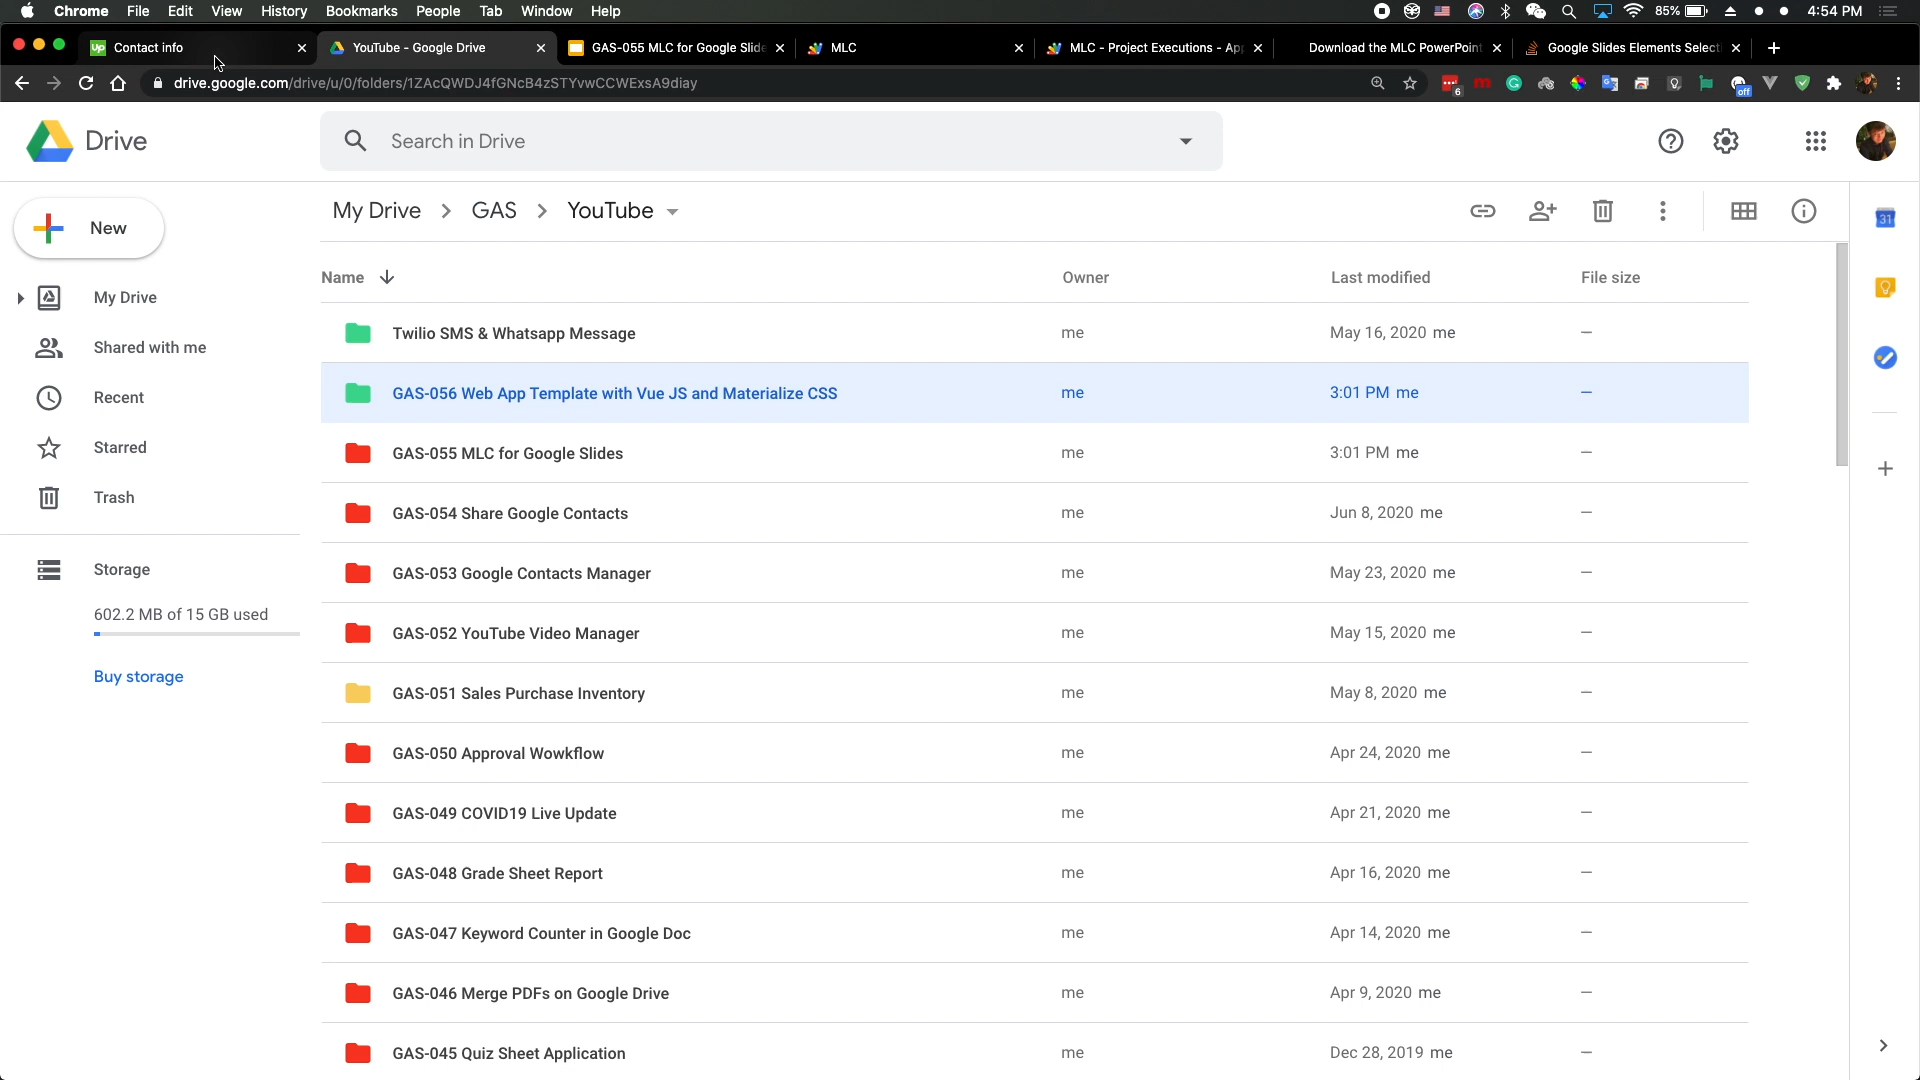 Chrome File Edit View History Bookmarks People Tab Window Help 85% 4:54 PM
Up Contact info YouTube - Google Drive GAS-055 MLC for Google Slide MLC MLC - Project Executions - Ap Download the MLC PowerPoint Google Slides Elements Select
drive.google.com/drive/u/0/folders/1ZAcQWDJ4fGNcB4zSTYvwCCWExsA9diay 6 off
Drive Search in Drive
My Drive GAS YouTube
31
New
Name Owner Last modified File size
My Drive
Shared with me
Recent
Starred
Trash
Storage
602.2 MB of 15 GB used
Buy storage
Twilio SMS & Whatsapp Message me May 16, 2020 me –
GAS-056 Web App Template with Vue JS and Materialize CSS me 3:01 PM me –
GAS-055 MLC for Google Slides me 3:01 PM me –
GAS-054 Share Google Contacts me Jun 8, 2020 me –
GAS-053 Google Contacts Manager me May 23, 2020 me –
GAS-052 YouTube Video Manager me May 15, 2020 me –
GAS-051 Sales Purchase Inventory me May 8, 2020 me –
GAS-050 Approval Wowkflow me Apr 24, 2020 me –
GAS-049 COVID19 Live Update me Apr 21, 2020 me –
GAS-048 Grade Sheet Report me Apr 16, 2020 me –
GAS-047 Keyword Counter in Google Doc me Apr 14, 2020 me –
GAS-046 Merge PDFs on Google Drive me Apr 9, 2020 me –
GAS-045 Quiz Sheet Application me Dec 28, 2019 me –